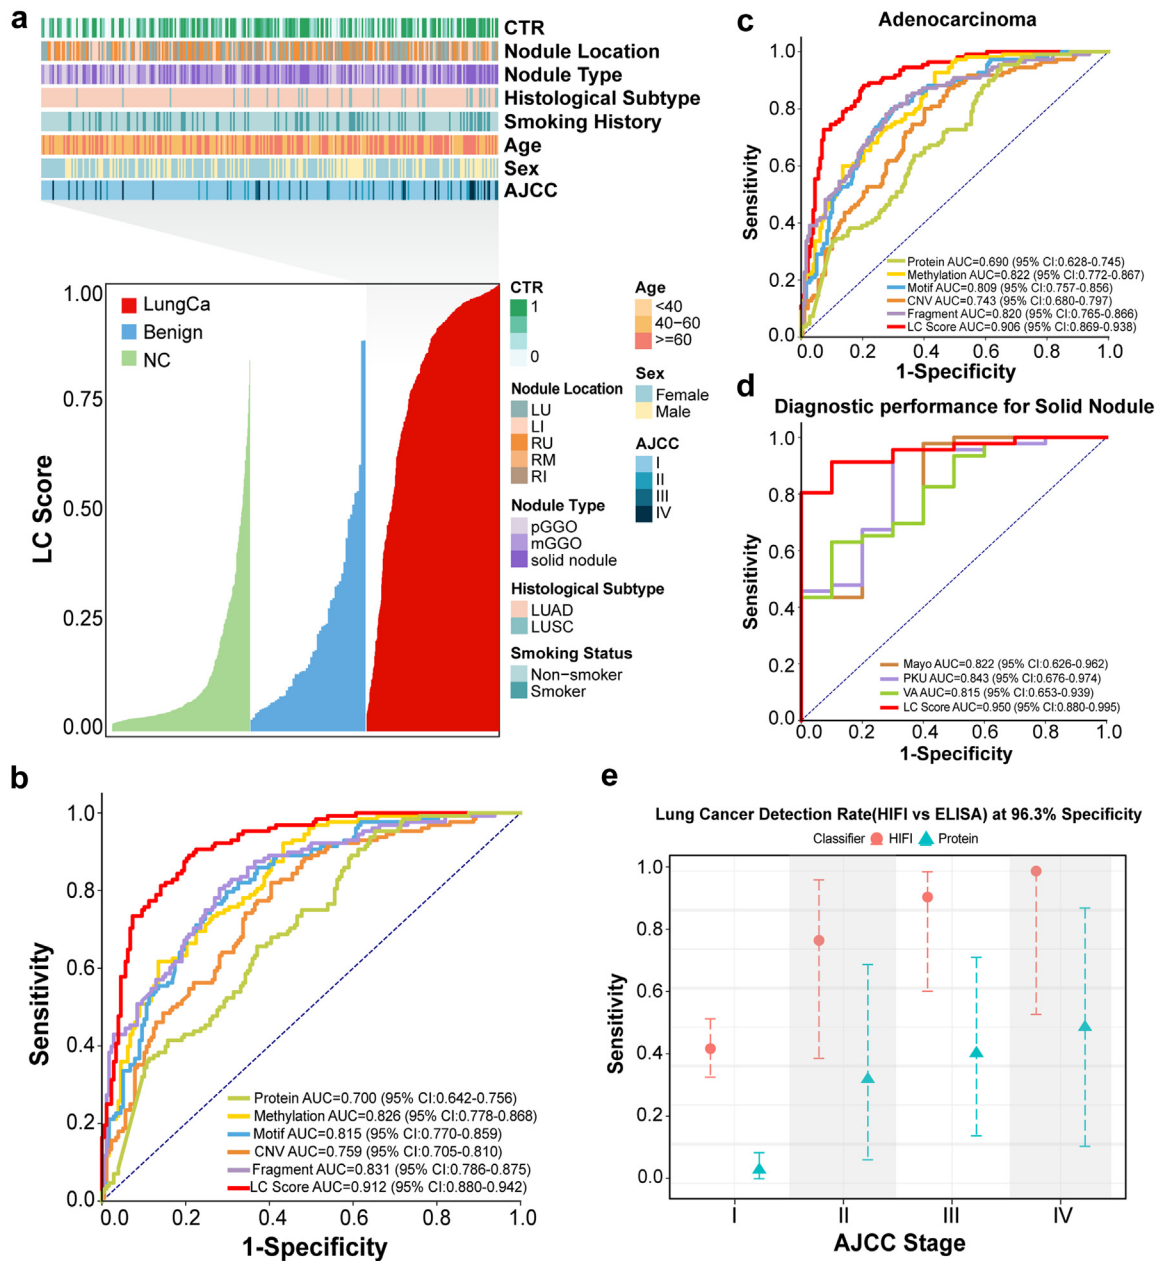 a
CTR
Nodule Location
Nodule Type
Histological Subtype
Smoking History
Age
Sex
AJCC
LC Score
1.00
0.75
0.50
0.25
0.00
LungCa
Benign
NC
CTR
1
0
Nodule Location
LU
LI
RU
RM
RI
Nodule Type
pGGO
mGGO
solid nodule
Histological Subtype
LUAD
LUSC
Smoking Status
Non-smoker
Smoker
Age
<40
40-60
>=60
Sex
Female
Male
AJCC
I
II
III
IV
b
Sensitivity
1.0
0.8
0.6
0.4
0.2
0.0
Protein AUC=0.700 (95% CI:0.642-0.756)
Methylation AUC=0.826 (95% CI:0.778-0.868)
Motif AUC=0.815 (95% CI:0.770-0.859)
CNV AUC=0.759 (95% CI:0.705-0.810)
Fragment AUC=0.831 (95% CI:0.786-0.875)
LC Score AUC=0.912 (95% CI:0.880-0.942)
0.0 0.2 0.4 0.6 0.8 1.0
1-Specificity
c
Adenocarcinoma
Sensitivity
1.0
0.8
0.6
0.4
0.2
0.0
Protein AUC=0.690 (95% CI:0.628-0.745)
Methylation AUC=0.822 (95% CI:0.772-0.867)
Motif AUC=0.809 (95% CI:0.757-0.856)
CNV AUC=0.743 (95% CI:0.680-0.797)
Fragment AUC=0.820 (95% CI:0.765-0.866)
LC Score AUC=0.906 (95% CI:0.869-0.938)
0.0 0.2 0.4 0.6 0.8 1.0
1-Specificity
d
Diagnostic performance for Solid Nodule
Sensitivity
1.0
0.8
0.6
0.4
0.2
0.0
Mayo AUC=0.822 (95% CI:0.626-0.962)
PKU AUC=0.843 (95% CI:0.676-0.974)
VA AUC=0.815 (95% CI:0.653-0.939)
LC Score AUC=0.950 (95% CI:0.880-0.995)
0.0 0.2 0.4 0.6 0.8 1.0
1-Specificity
e
Lung Cancer Detection Rate(HIFI vs ELISA) at 96.3% Specificity
Classifier HIFI Protein
Sensitivity
1.0
0.8
0.6
0.4
0.2
0.0
I II III IV
AJCC Stage